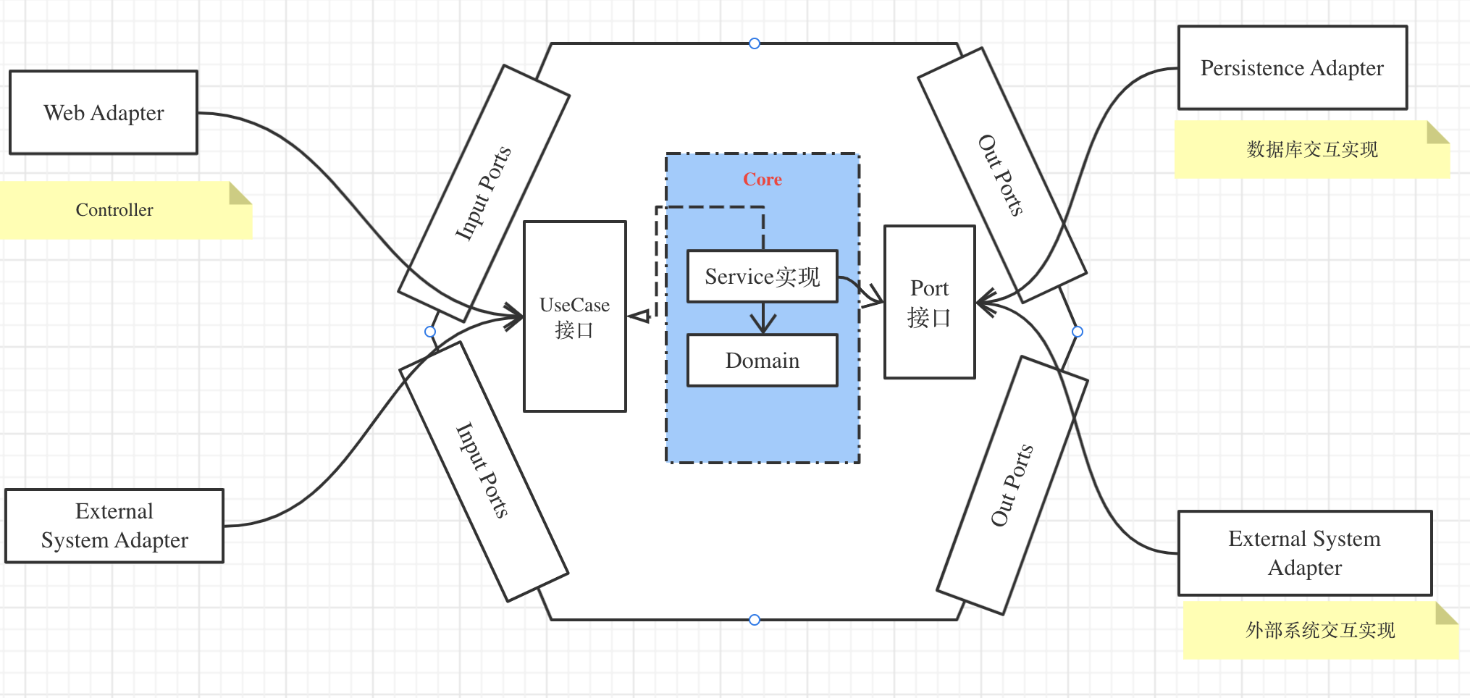 Web Adapter
Controller
External
System Adapter
Input Ports
Input Ports
UseCase
接口
Core
Service实现
Domain
Port
接口
Out Ports
Out Ports
Persistence Adapter
数据库交互实现
External System
Adapter
外部系统交互实现